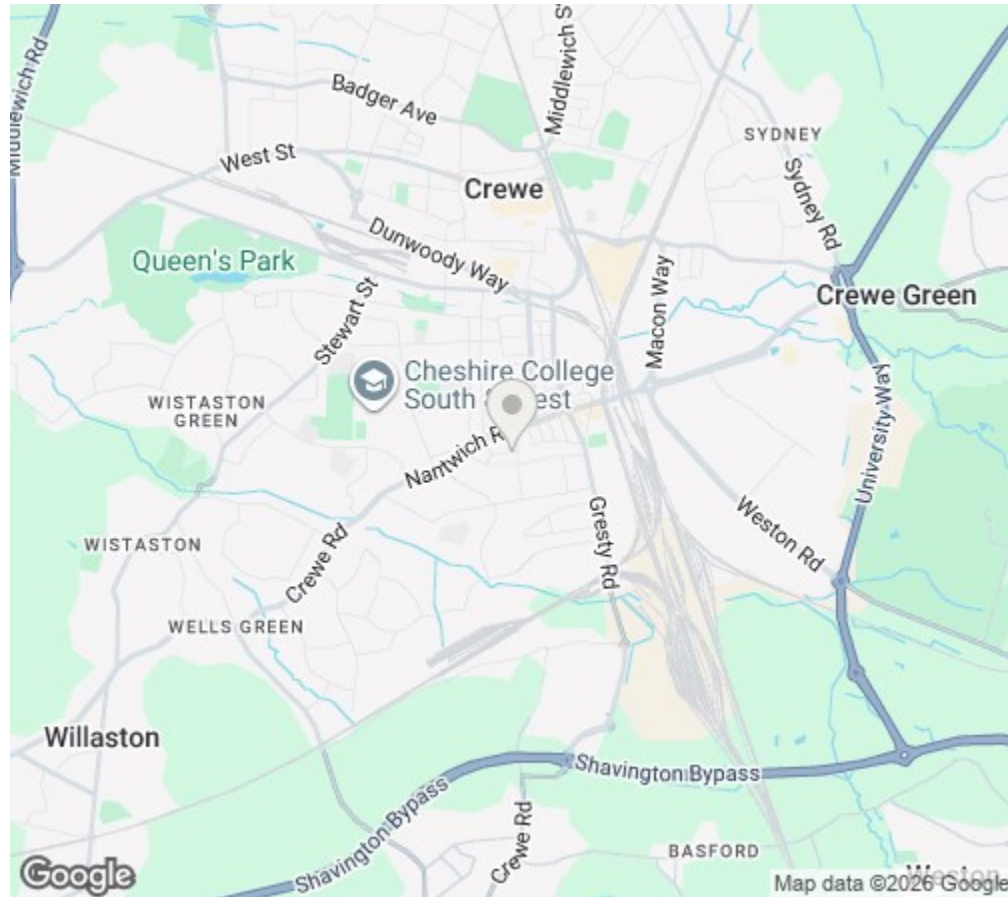 Middlewich Rd
Badger Ave
Middlewich S
SYDNEY
West St
Crewe
Sydney Rd
Dunwoody Way
Queen's Park
Macon Way
Crewe Green
Stewart St
Cheshire College
South
WISTASTON
GREEN
Nantwich R
University Way
Gresty Rd
Weston Rd
WISTASTON
Crewe Rd
WELLS GREEN
Willaston
Shavington Bypass
Shavington Bypass
Crewe Rd
BASFORD
Weston
Google
Map data ©2026 Google